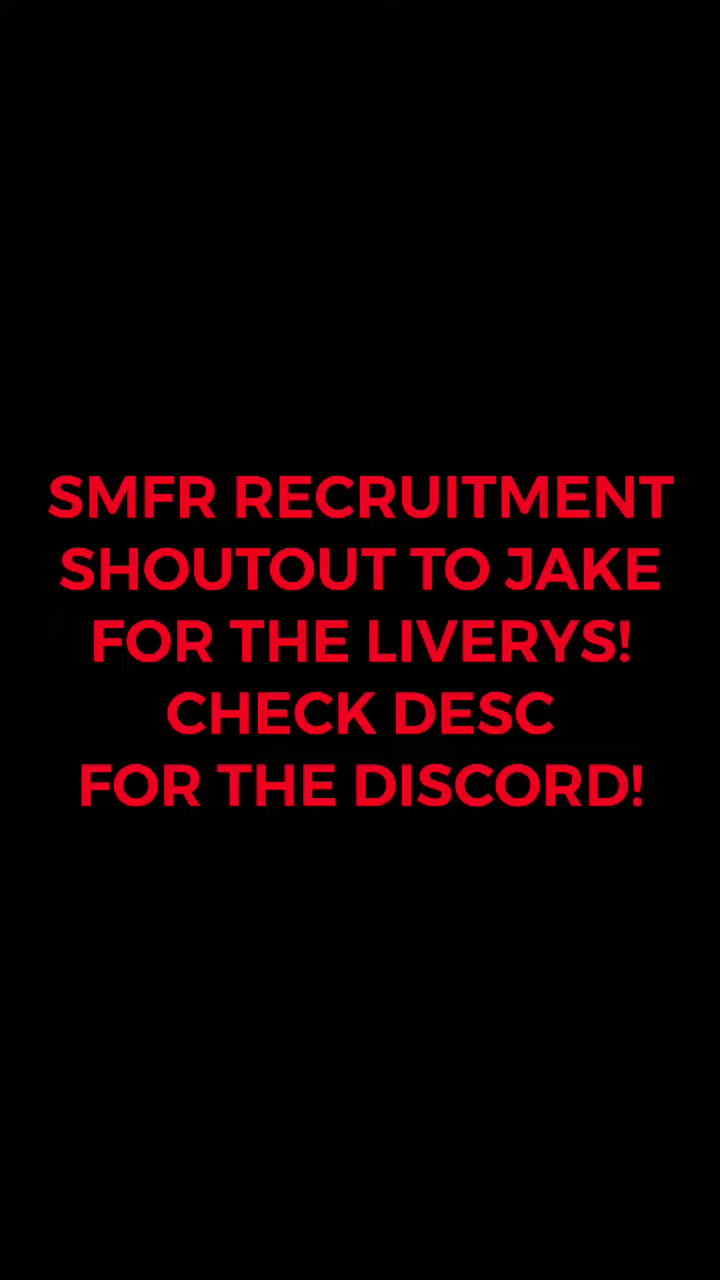 SMFR RECRUITMENT
SHOUTOUT TO JAKE
FOR THE LIVERYS!
CHECK DESC
FOR THE DISCORD!